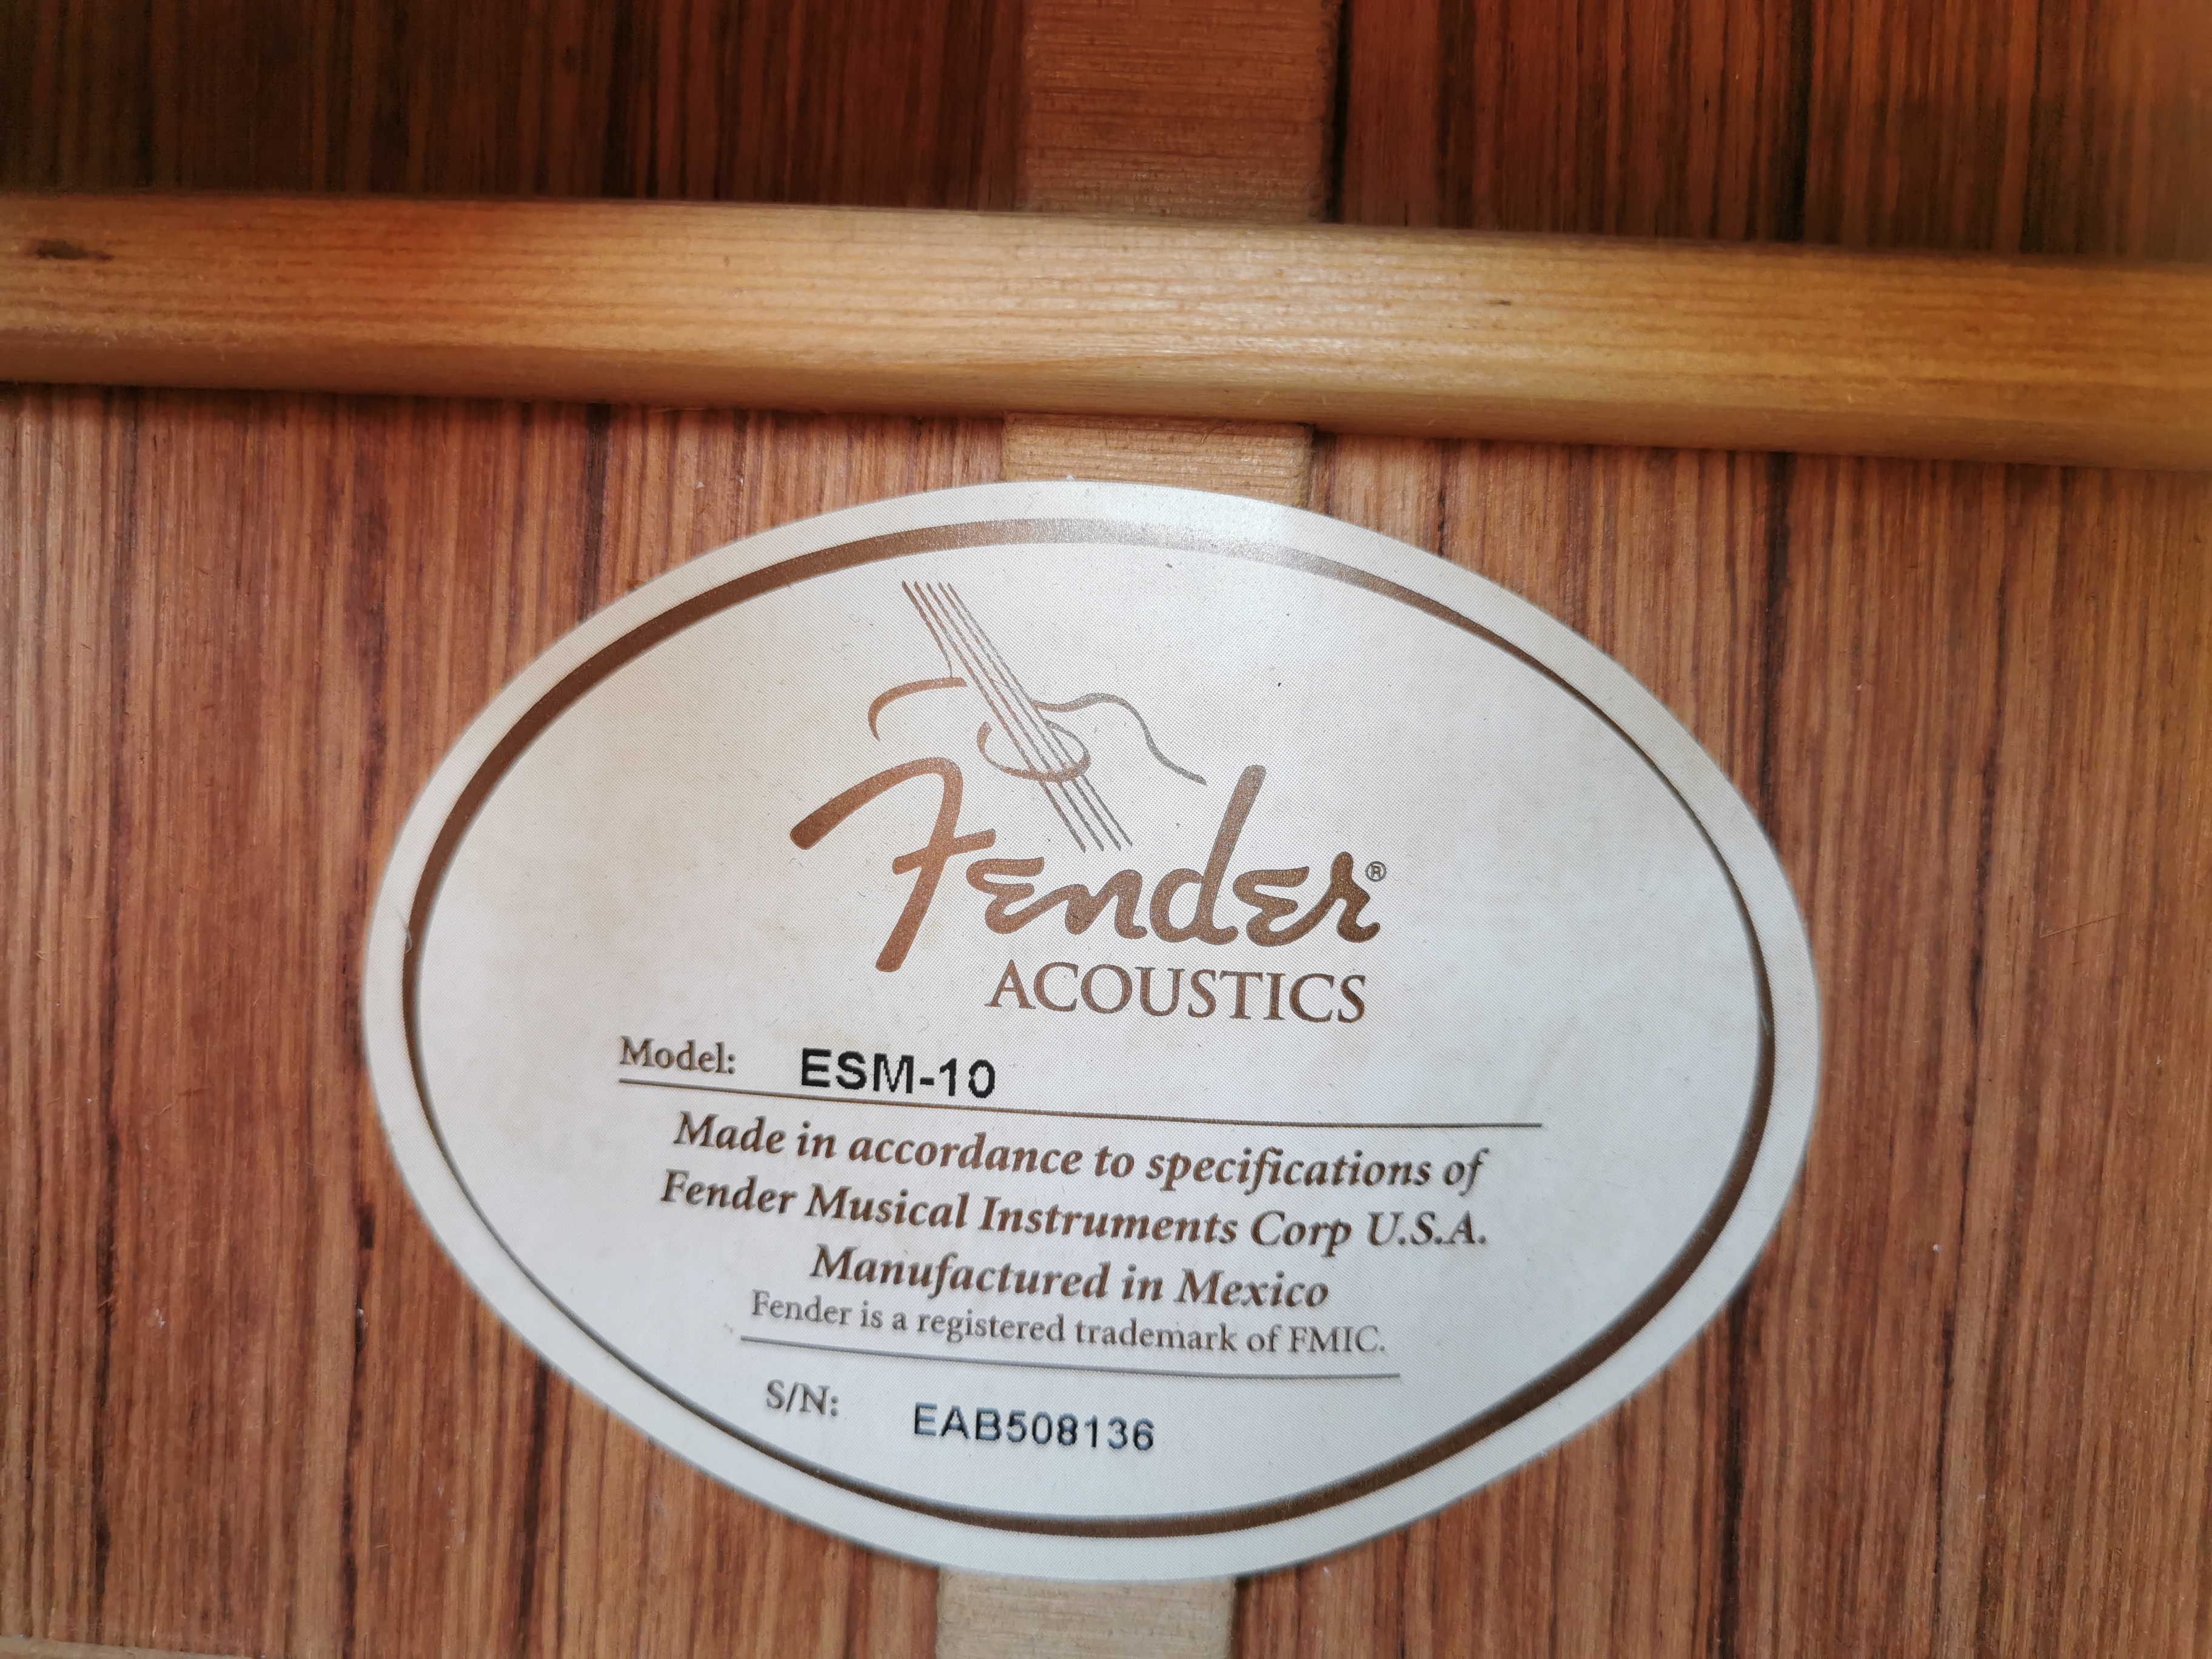 Fender®
ACOUSTICS
Model: ESM-10
Made in accordance to specifications of
Fender Musical Instruments Corp U.S.A.
Manufactured in Mexico
Fender is a registered trademark of FMIC.
S/N: EAB508136